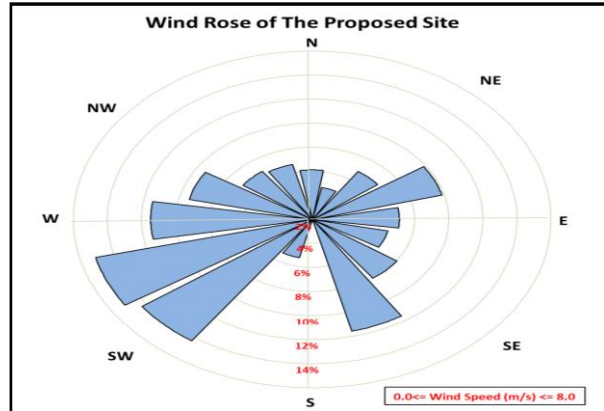 Wind Rose of The Proposed Site
N
NW
NE
W
E
2%
4%
6%
8%
10%
12%
14%
SW
SE
S
0.0<= Wind Speed (m/s) <= 8.0